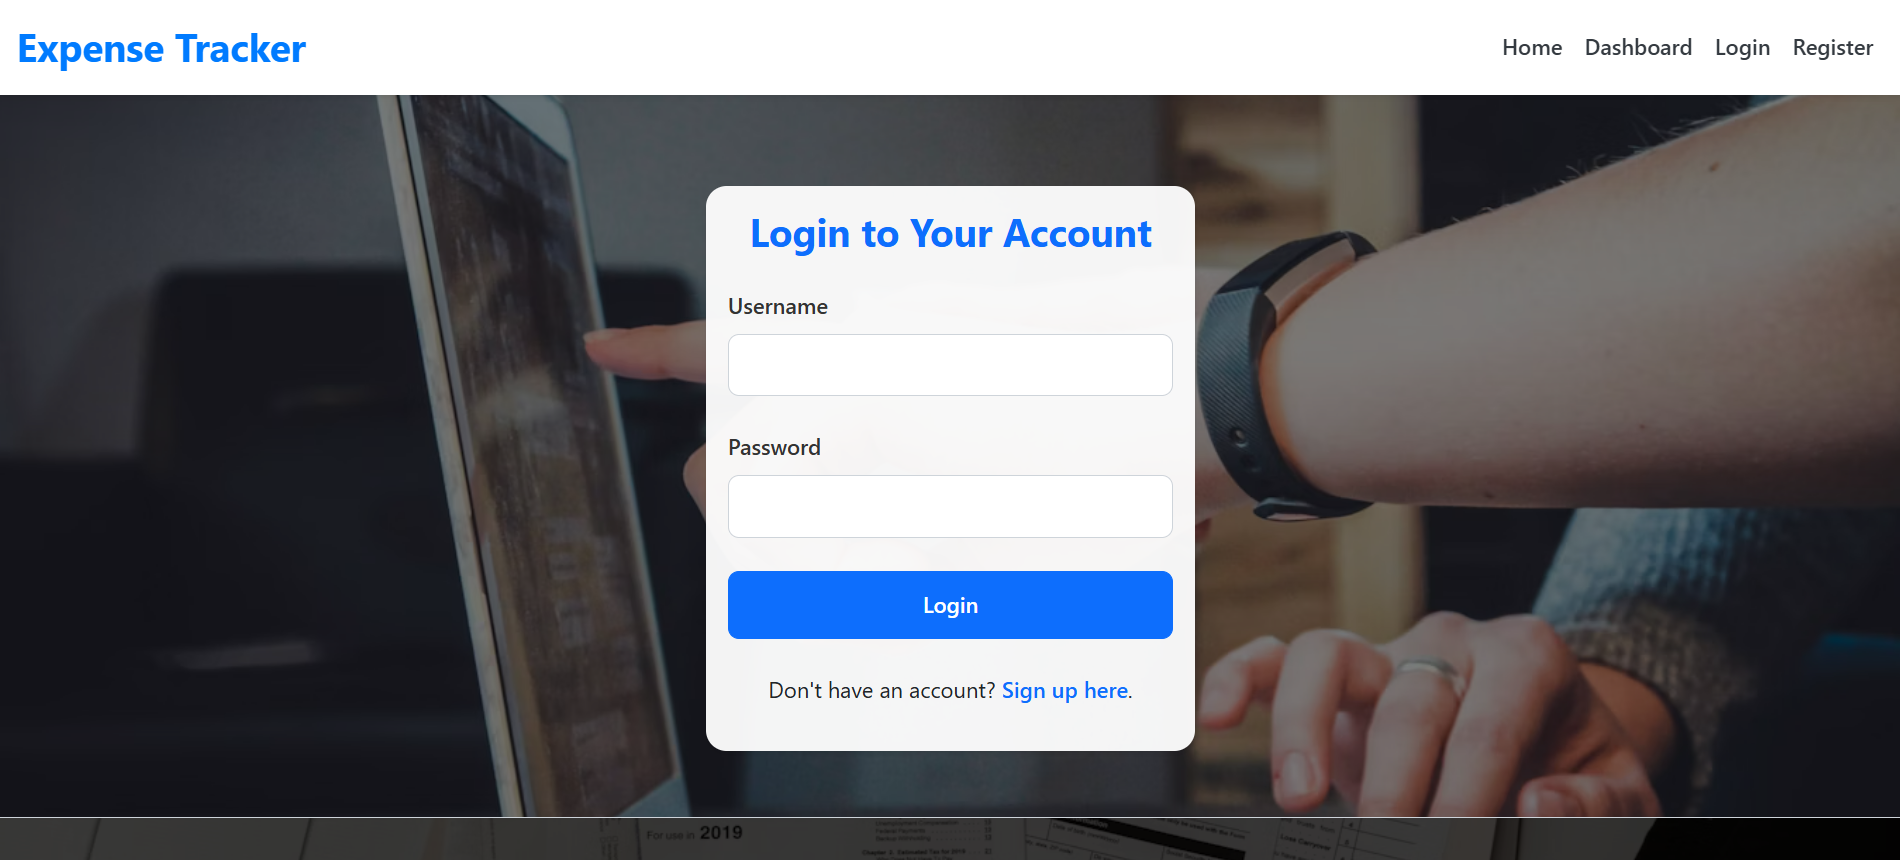 Expense Tracker
Home Dashboard Login Register
Login to Your Account
Username
Password
Login
Don't have an account? Sign up here.
For use in 2019